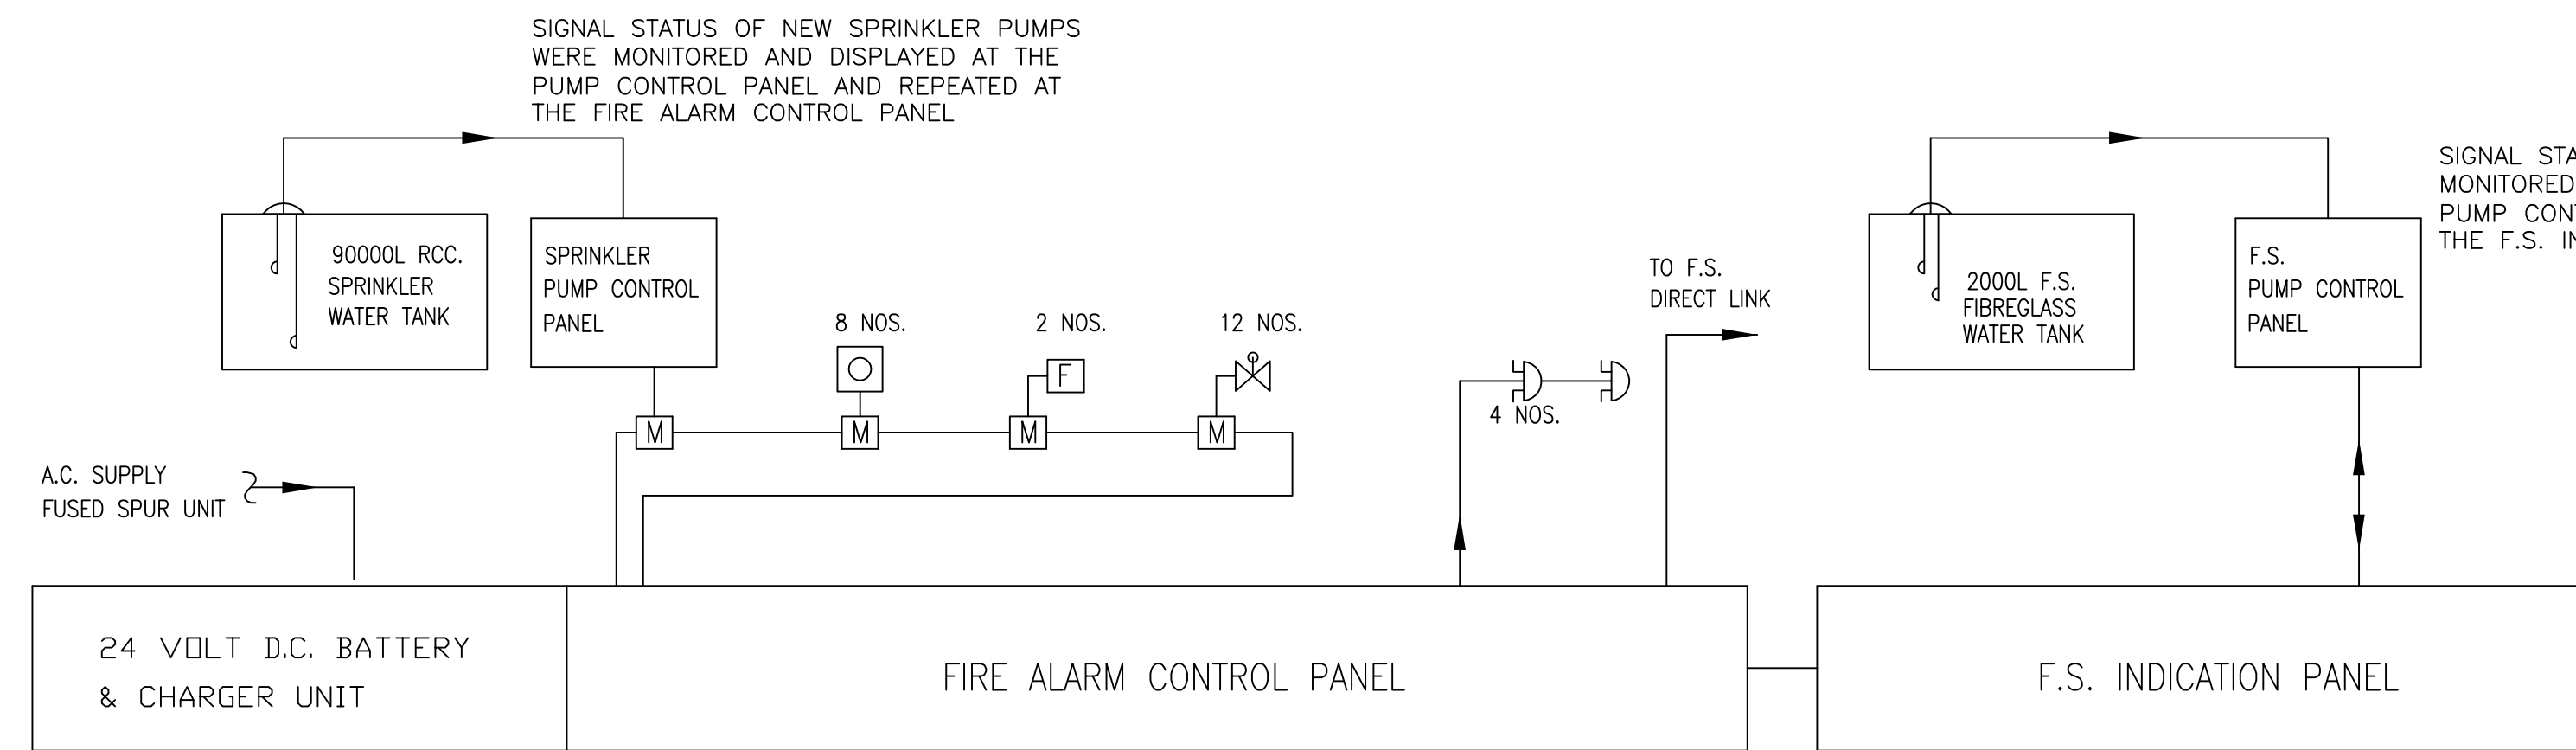 SIGNAL STATUS OF NEW SPRINKLER PUMPS
WERE MONITORED AND DISPLAYED AT THE
PUMP CONTROL PANEL AND REPEATED AT
THE FIRE ALARM CONTROL PANEL
90000L RCC.
SPRINKLER
WATER TANK
SPRINKLER
PUMP CONTROL
PANEL
8 NOS.
2 NOS.
12 NOS.
F
M
M
M
M
4 NOS.
TO F.S.
DIRECT LINK
2000L F.S.
FIBREGLASS
WATER TANK
F.S.
PUMP CONTROL
PANEL
SIGNAL
MONITORED
PUMP
THE F.S.
A.C. SUPPLY
FUSED SPUR UNIT
24 VOLT D.C. BATTERY
& CHARGER UNIT
FIRE ALARM CONTROL PANEL
F.S. INDICATION PANEL